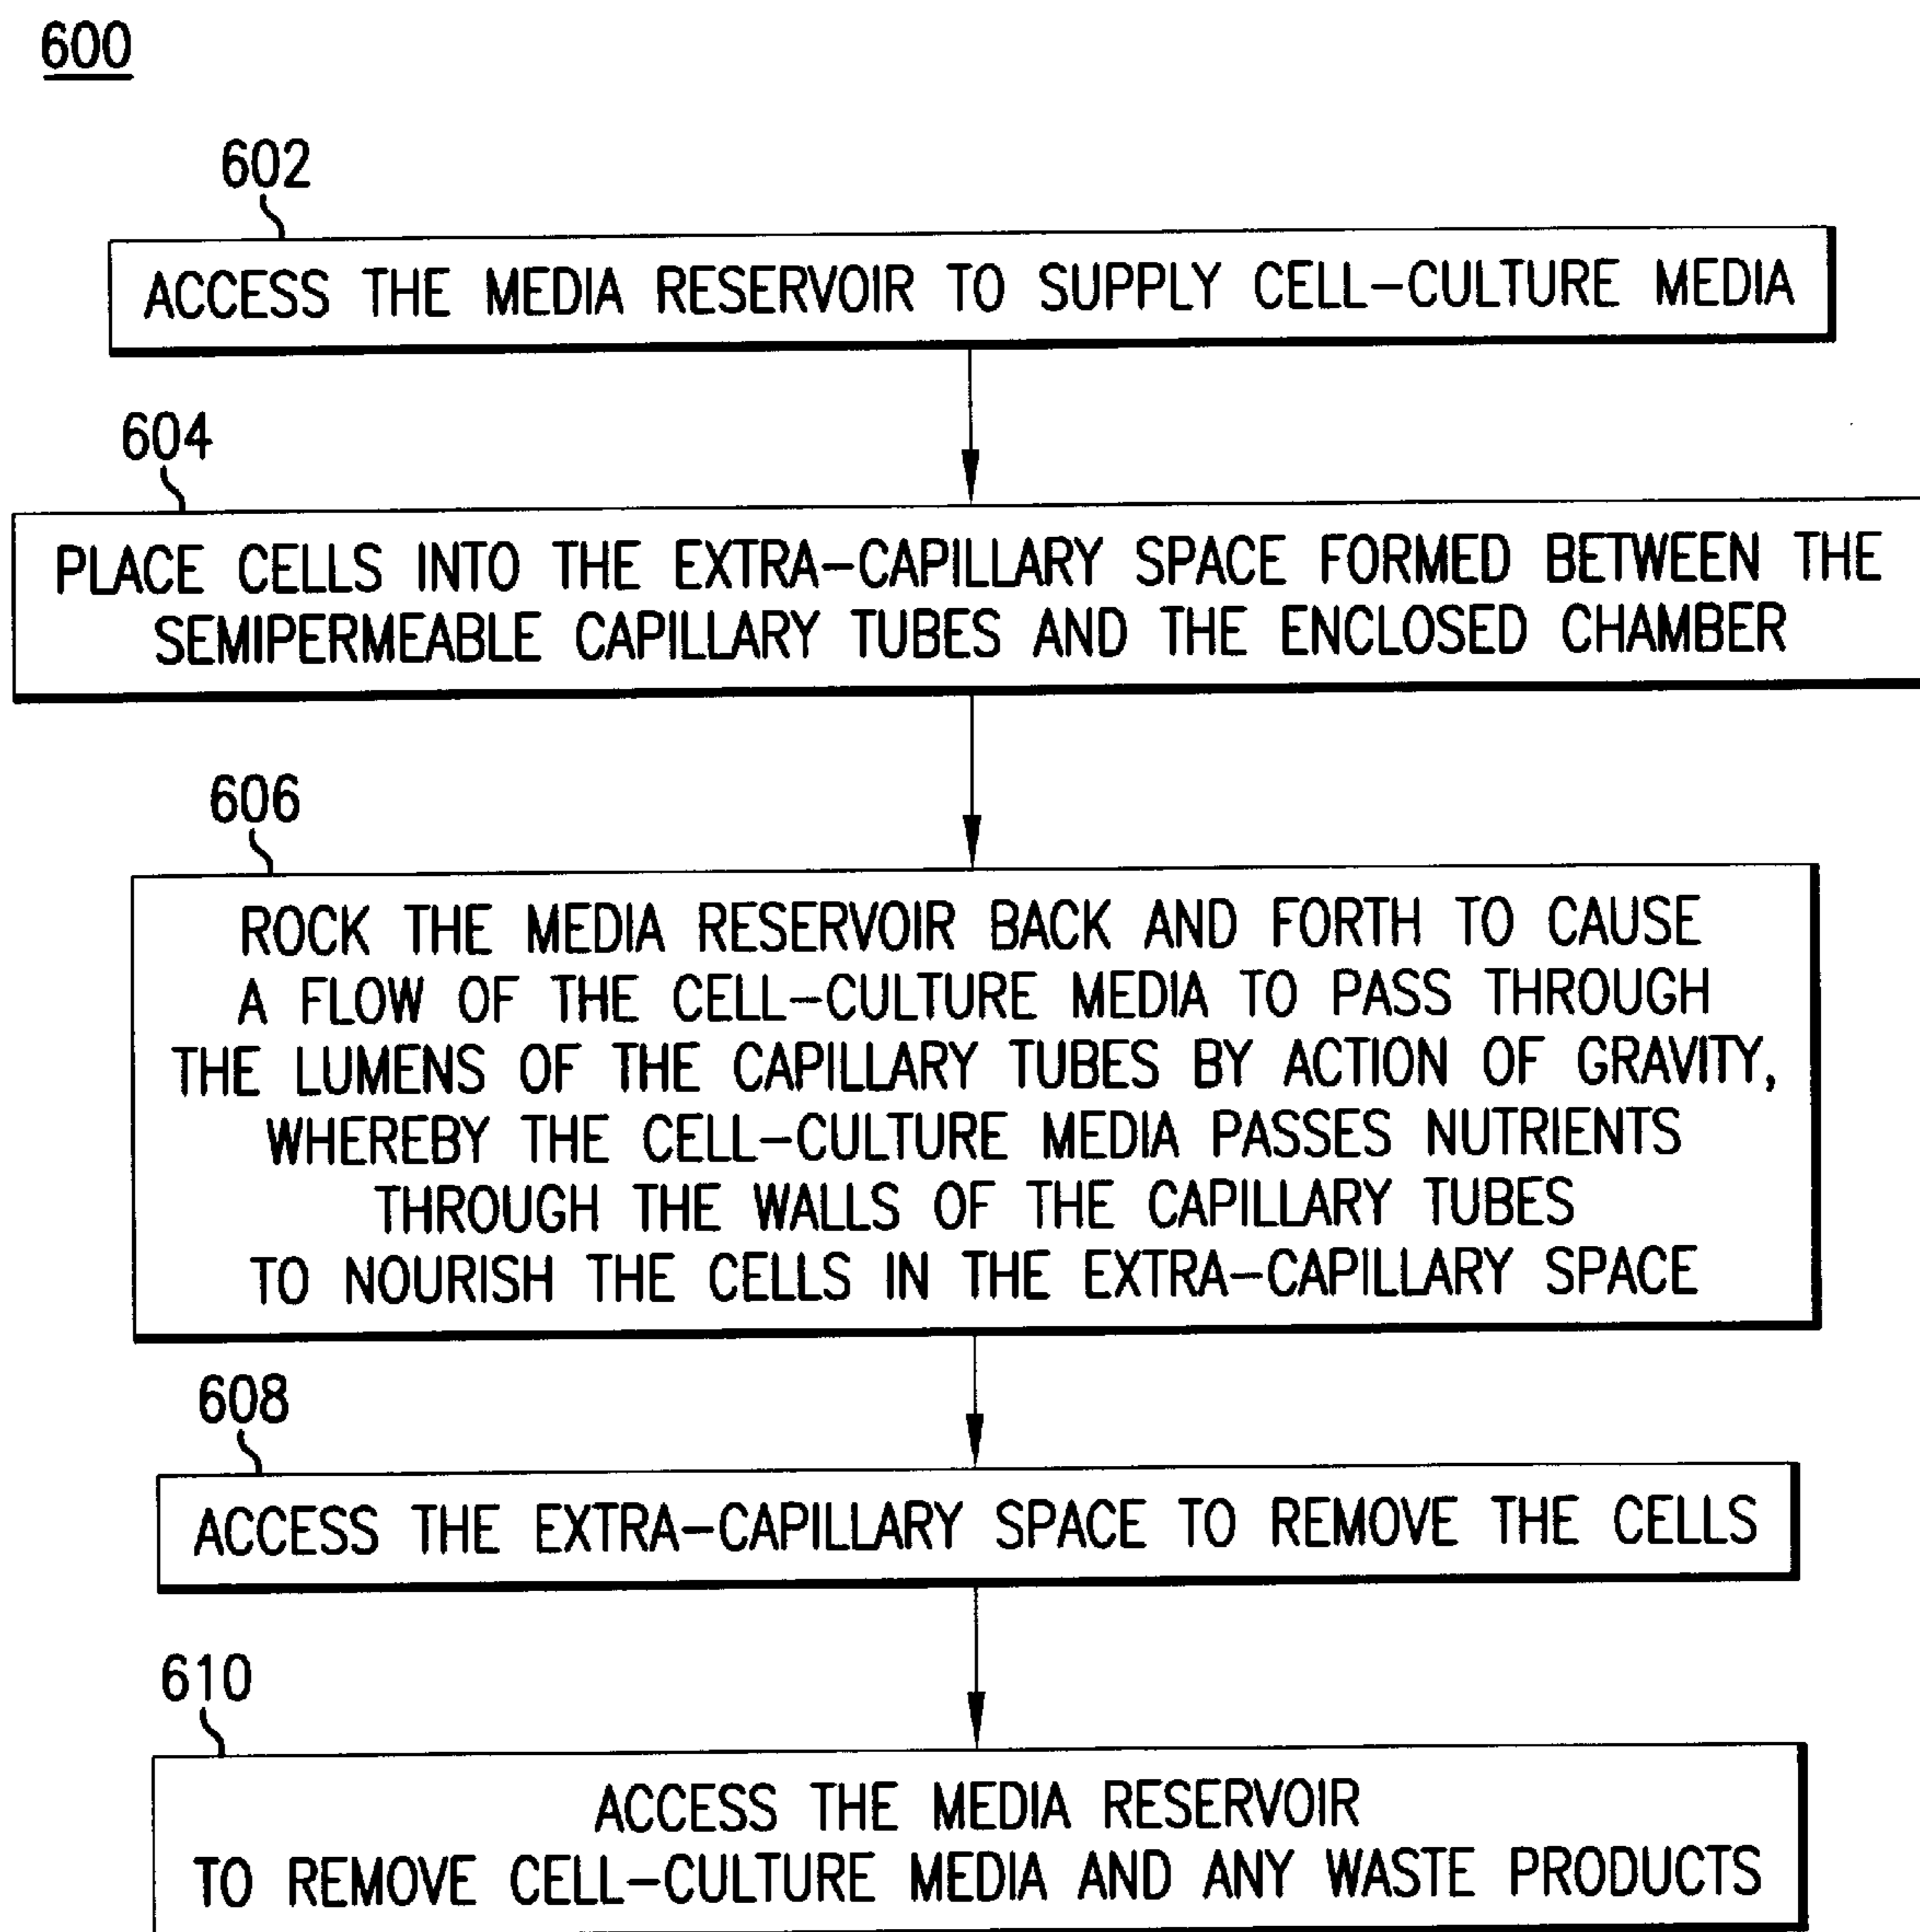 600
602
ACCESS THE MEDIA RESERVOIR TO SUPPLY CELL-CULTURE MEDIA
604
PLACE CELLS INTO THE EXTRA-CAPILLARY SPACE FORMED BETWEEN THE
SEMIPERMEABLE CAPILLARY TUBES AND THE ENCLOSED CHAMBER
606
ROCK THE MEDIA RESERVOIR BACK AND FORTH TO CAUSE
A FLOW OF THE CELL-CULTURE MEDIA TO PASS THROUGH
THE LUMENS OF THE CAPILLARY TUBES BY ACTION OF GRAVITY,
WHEREBY THE CELL-CULTURE MEDIA PASSES NUTRIENTS
THROUGH THE WALLS OF THE CAPILLARY TUBES
TO NOURISH THE CELLS IN THE EXTRA-CAPILLARY SPACE
608
ACCESS THE EXTRA-CAPILLARY SPACE TO REMOVE THE CELLS
610
ACCESS THE MEDIA RESERVOIR
TO REMOVE CELL-CULTURE MEDIA AND ANY WASTE PRODUCTS